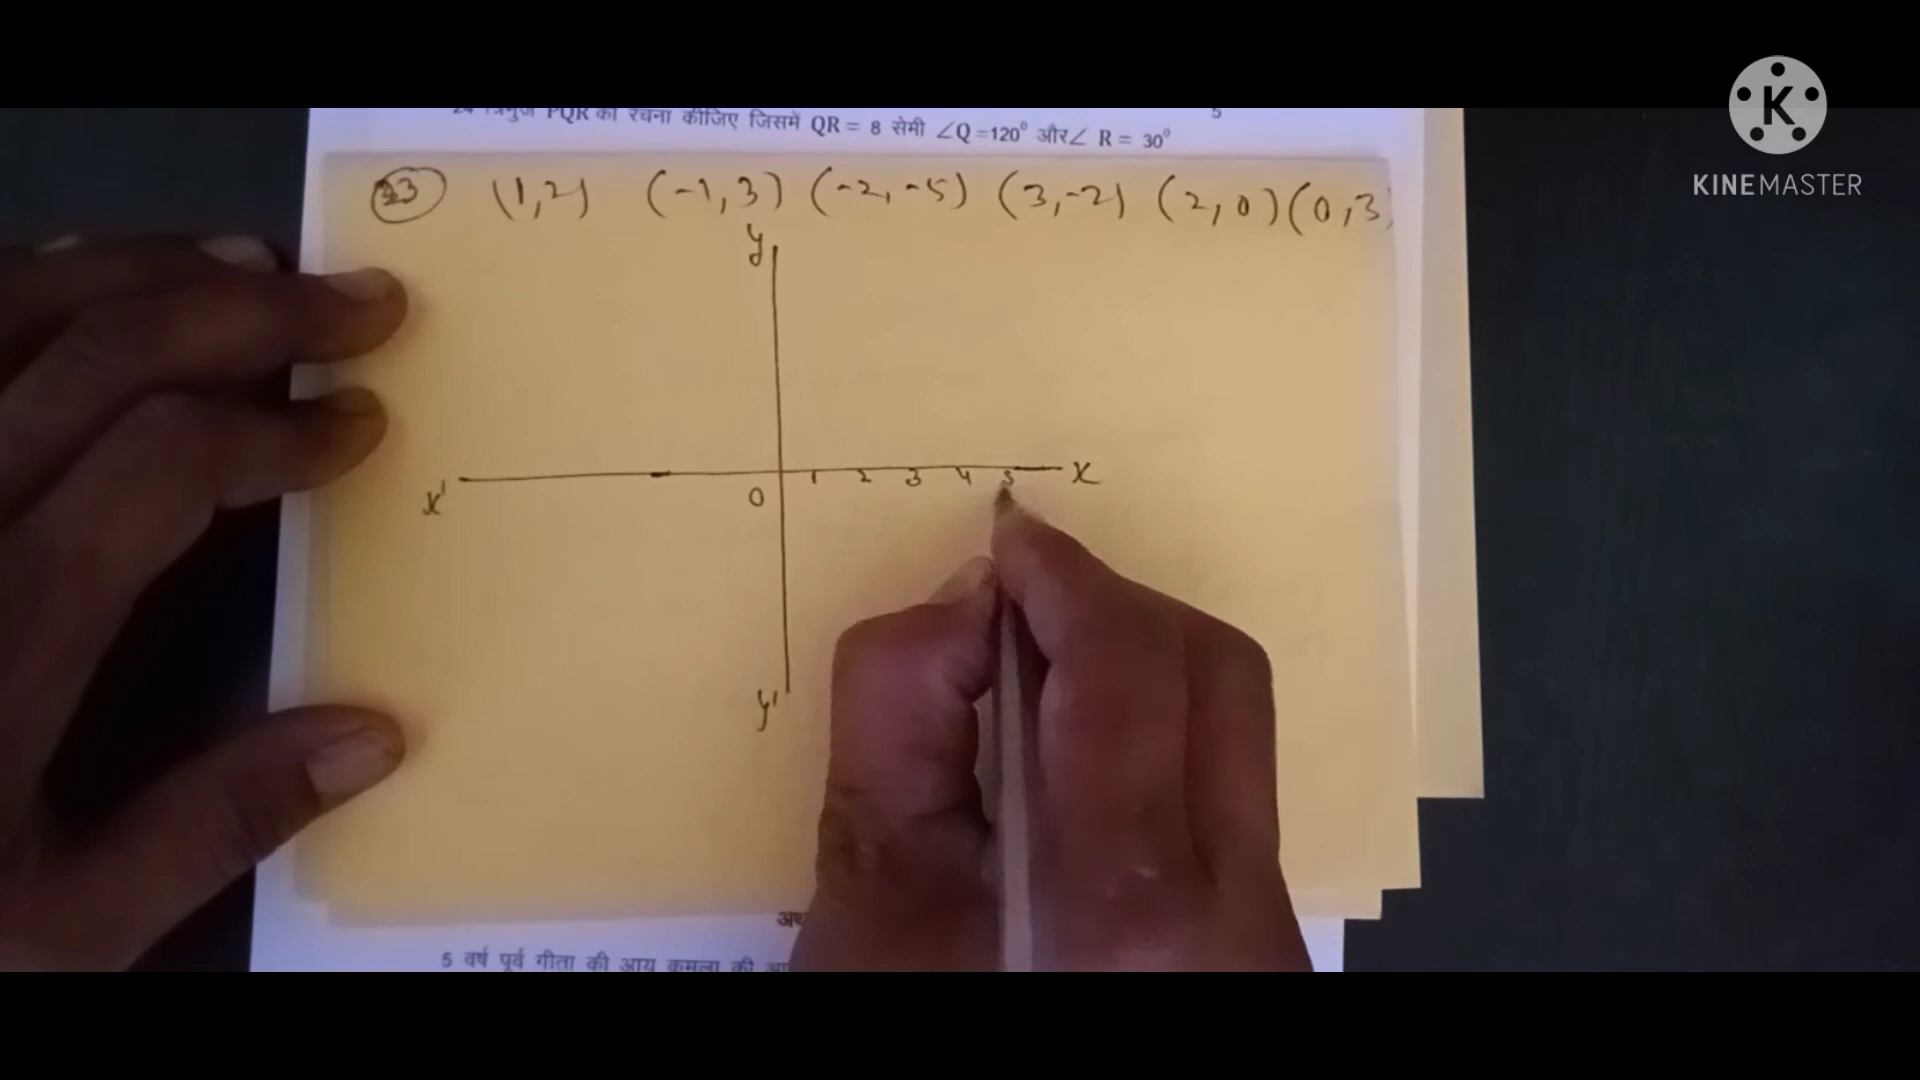 24 त्रिभुज PQR की रचना कीजिए जिसमें QR = 8 सेमी ∠Q =120° और∠ R = 30°
5
KINEMASTER
23 (1,2) (-1,3) (-2,-5) (3,-2) (2,0) (0,3
y
x' 0 1 2 3 4 5 x
y'
5 वर्ष पूर्व गीता की आयु कमला की